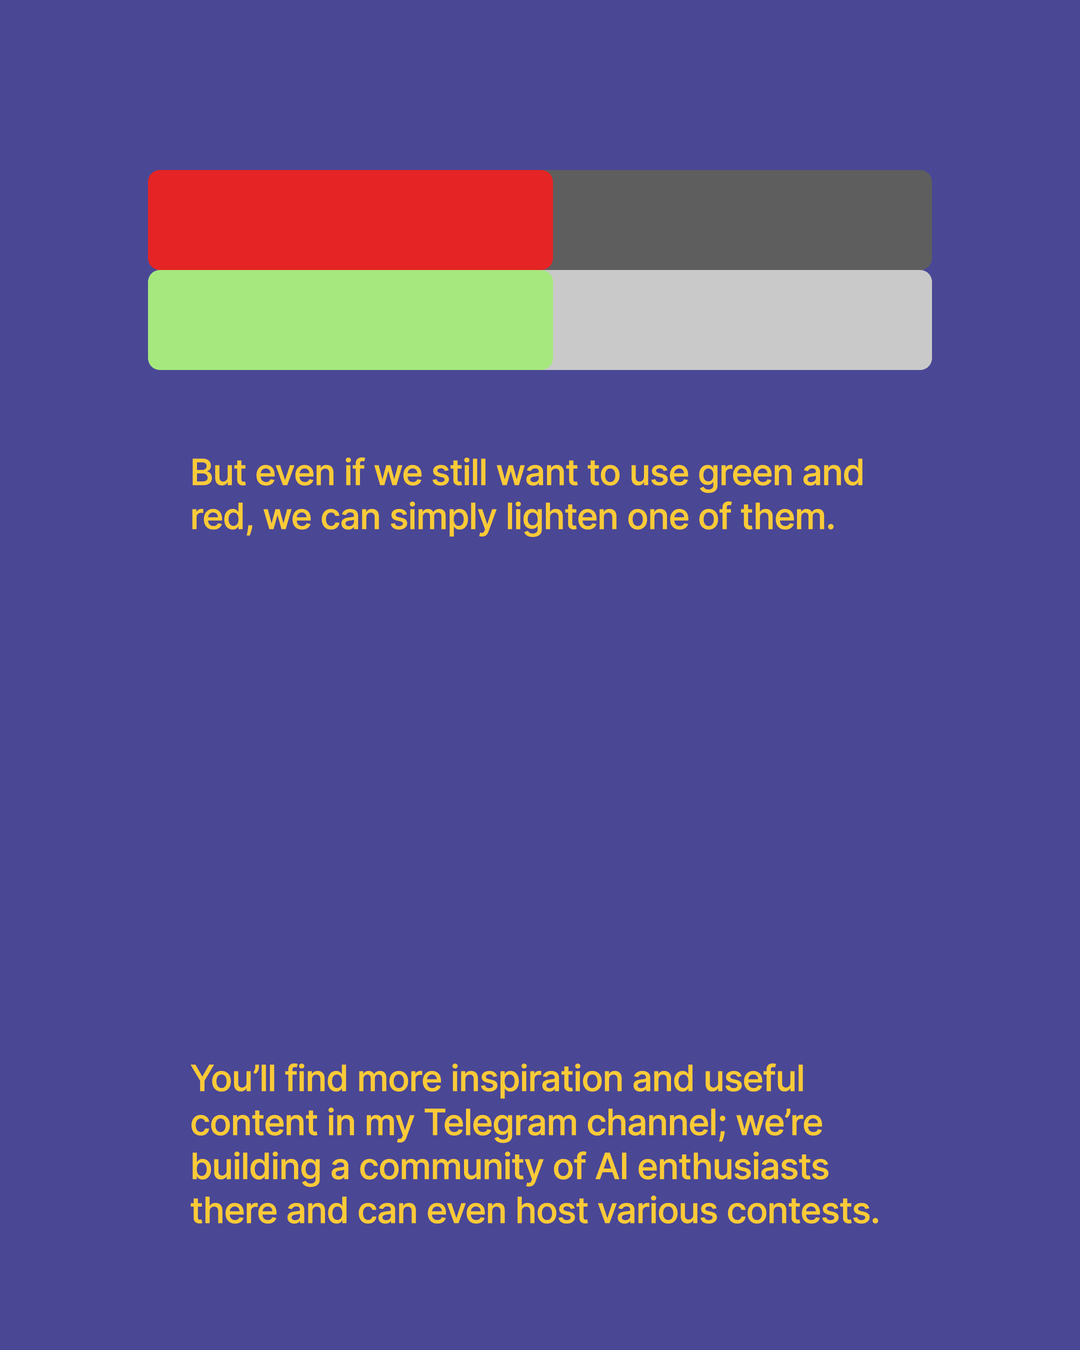 But even if we still want to use green and
red, we can simply lighten one of them.
You’ll find more inspiration and useful
content in my Telegram channel; we’re
building a community of AI enthusiasts
there and can even host various contests.